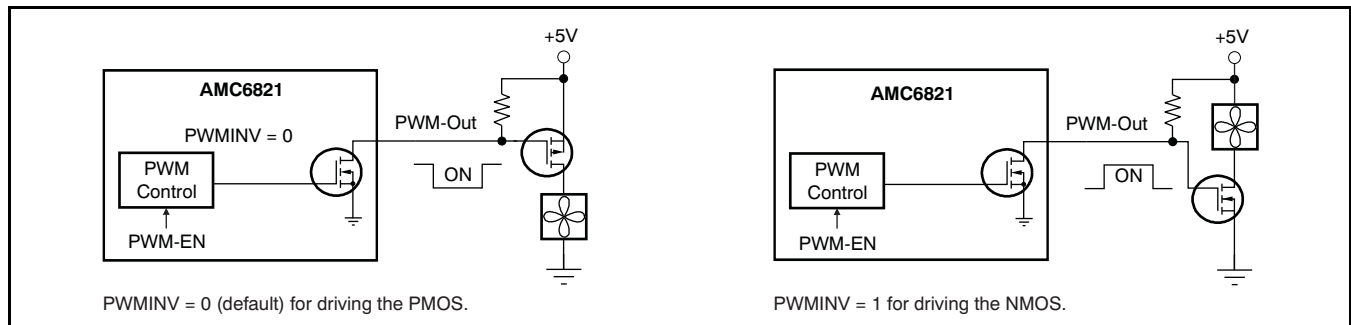 +5V
AMC6821
PWMINV = 0
PWM-Out
PWM
Control
ON
PWM-EN
PWMINV = 0 (default) for driving the PMOS.
+5V
AMC6821
PWM-Out
PWM
Control
ON
PWM-EN
PWMINV = 1 for driving the NMOS.